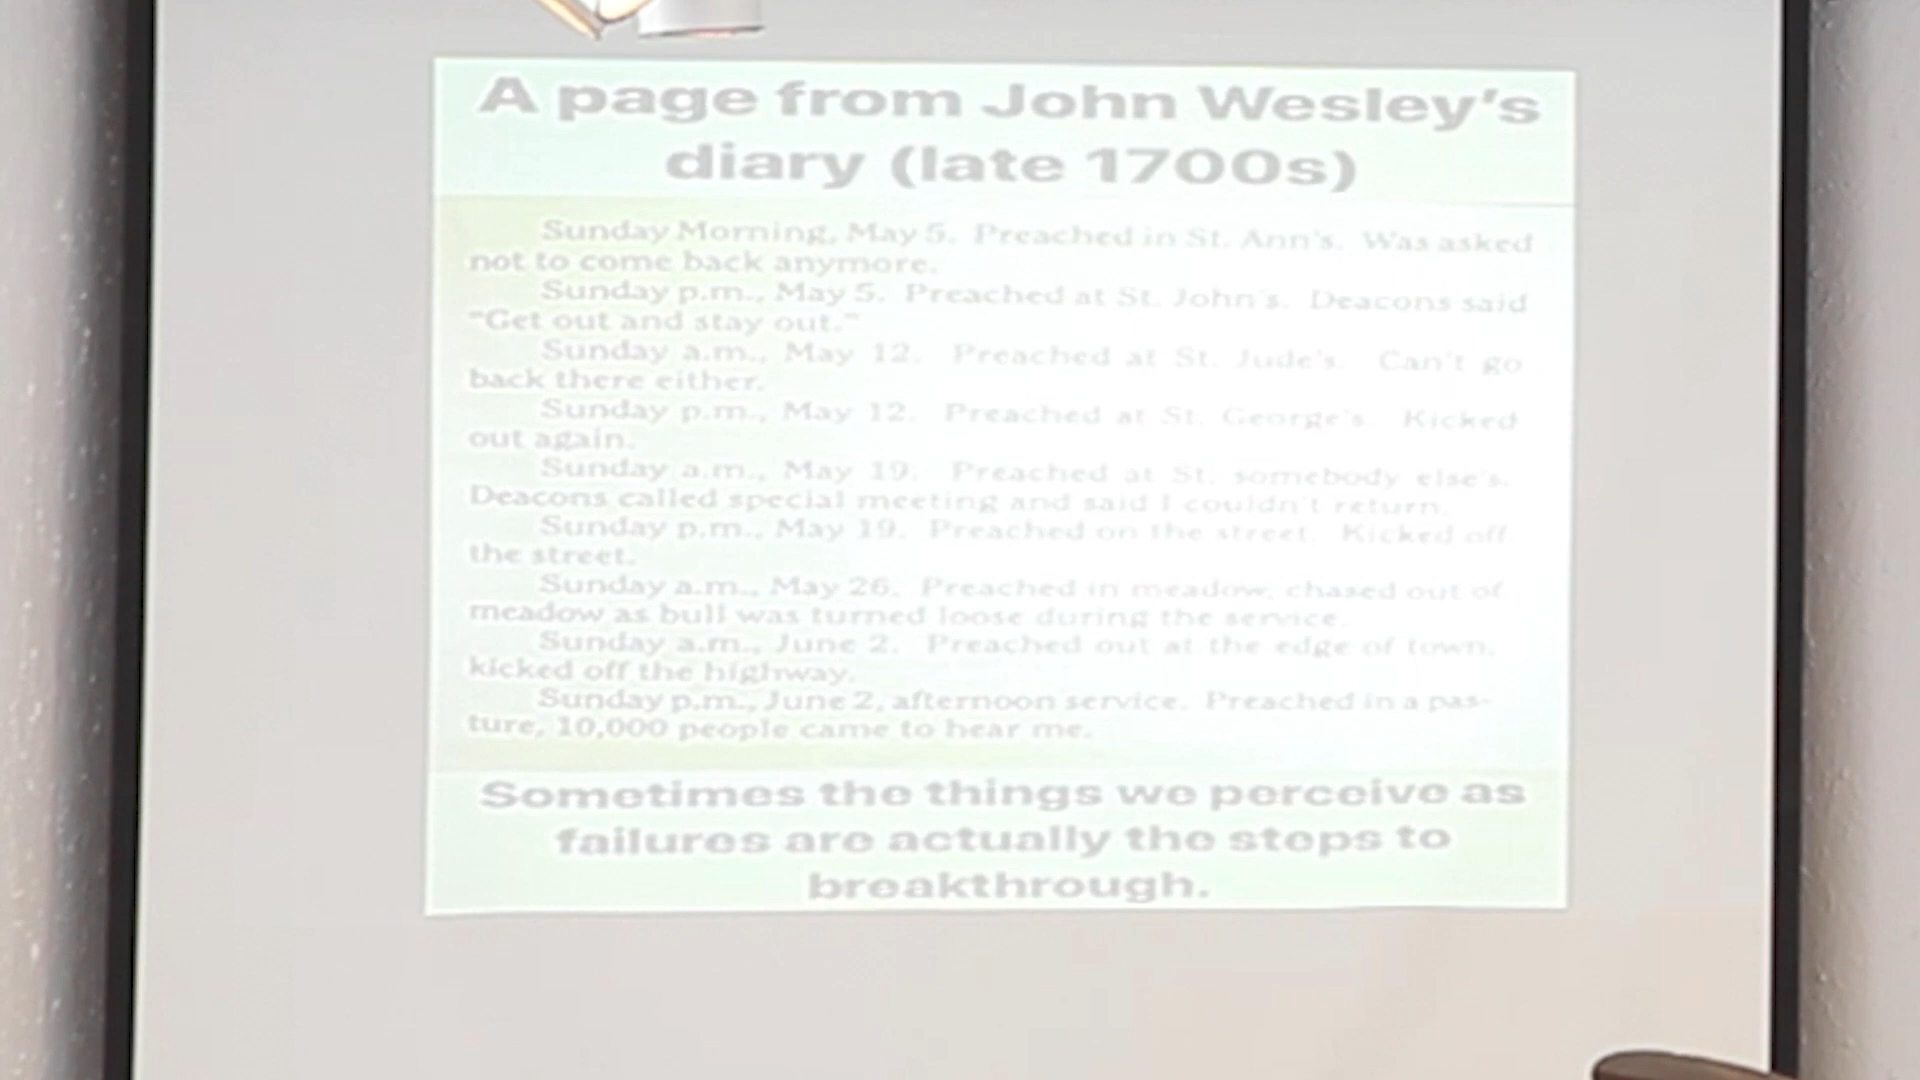 A page from John Wesley's
diary (late 1700s)
Sunday Morning, May 5. Preached in St. Ann's. Was asked
not to come back anymore.
Sunday p.m., May 5. Preached at St. John's. Deacons said
"Get out and stay out."
Sunday a.m., May 12. Preached at St. Jude's. Can't go
back there either.
Sunday p.m., May 12. Preached at St. George's. Kicked
out again.
Sunday a.m., May 19. Preached at St. somebody else's.
Deacons called special meeting and said I couldn't return.
Sunday p.m., May 19. Preached on the street. Kicked off
the street.
Sunday a.m., May 26. Preached in meadow, chased out of
meadow as bull was turned loose during the service.
Sunday a.m., June 2. Preached out at the edge of town,
kicked off the highway.
Sunday p.m., June 2, afternoon service. Preached in a pas-
ture, 10,000 people came to hear me.
Sometimes the things we perceive as
failures are actually the steps to
breakthrough.